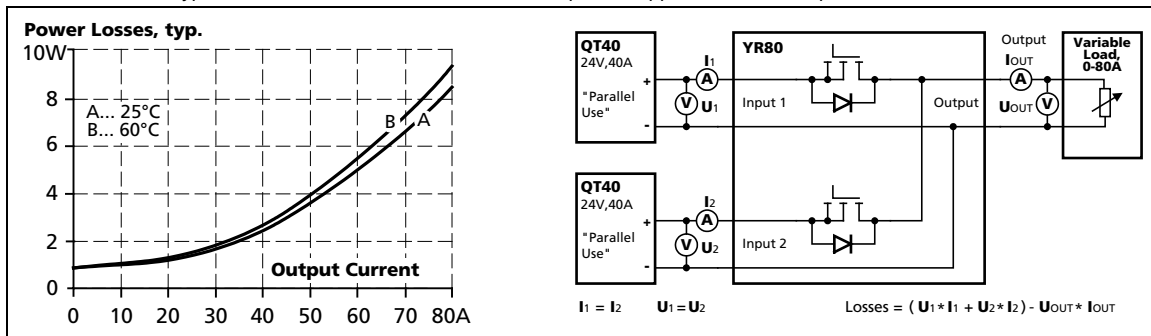 Power Losses, typ.
10W
8
6
4
2
0
A... 25°C
B... 60°C
B
A
Output Current
0 10 20 30 40 50 60 70 80A
QT40
24V,40A
"Parallel
Use"
+
-
V
U1
I1
A
YR80
Input 1
Output
Output
IOUT
A
UOUT
V
Variable
Load,
0-80A
QT40
24V,40A
"Parallel
Use"
+
-
V
U2
I2
A
Input 2
I1 = I2 U1=U2 Losses = ( U1*I1 + U2*I2) - UOUT* IOUT